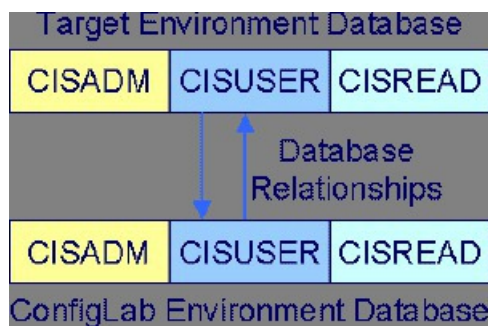 Target Environment Database
CISADM CISUSER CISREAD
Database
Relationships
CISADM CISUSER CISREAD
ConfigLab Environment Database